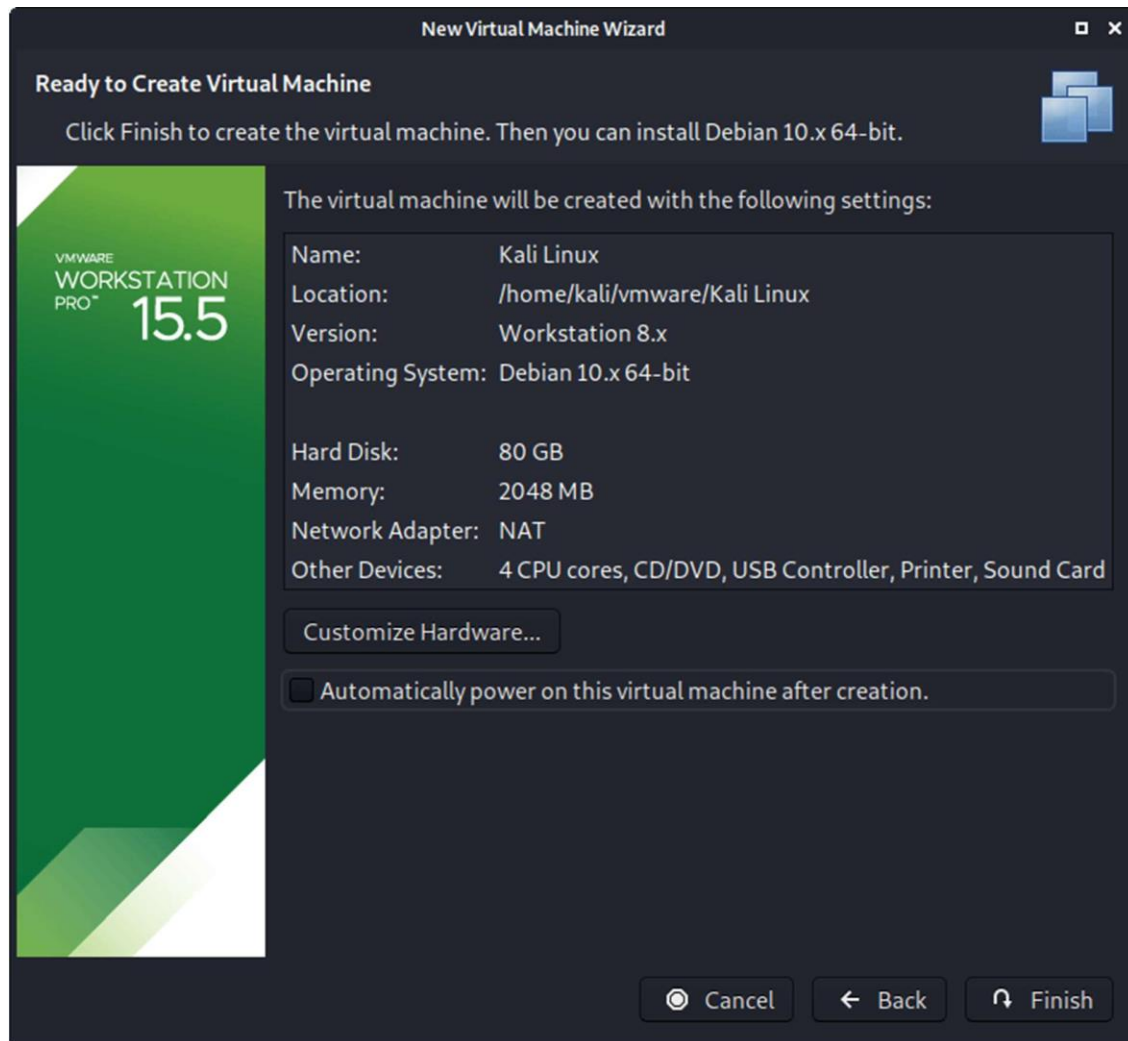 New Virtual Machine Wizard
Ready to Create Virtual Machine
Click Finish to create the virtual machine. Then you can install Debian 10.x 64-bit.
VMWARE
WORKSTATION
PRO™ 15.5
The virtual machine will be created with the following settings:
Name: Kali Linux
Location: /home/kali/vmware/Kali Linux
Version: Workstation 8.x
Operating System: Debian 10.x 64-bit
Hard Disk: 80 GB
Memory: 2048 MB
Network Adapter: NAT
Other Devices: 4 CPU cores, CD/DVD, USB Controller, Printer, Sound Card
Customize Hardware...
Automatically power on this virtual machine after creation.
Cancel Back Finish